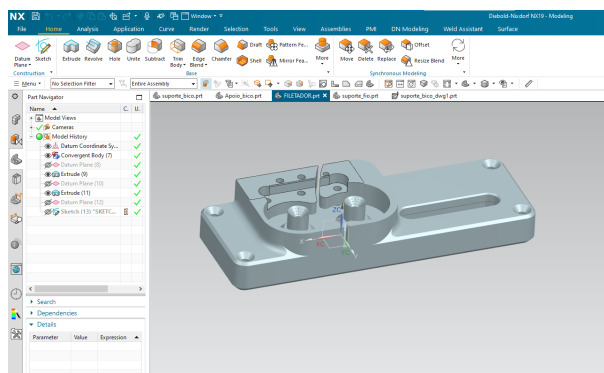 NX Window Diebold-Nixdorf NX19 - Modeling
File Home Analysis Application Curve Render Selection Tools View Assemblies PMI DN Modeling Weld Assistant Surface
Datum Plane Sketch Extrude Revolve Hole Unite Subtract Trim Body Edge Blend Chamfer Draft Pattern Fe... More Move Delete Replace Offset More
Shell Mirror Fea... Resize Blend
Construction Base Synchronous Modeling
Menu No Selection Filter Entire Assembly
Part Navigator suporte_bico.prt Apoio_bico.prt FILETADOR.prt suporte_fio.prt suporte_bico_dwg1.prt
Name C. U.
Model Views
Cameras
Model History
Datum Coordinate Sy...
Convergent Body (7)
Datum Plane (8)
Extrude (9)
Datum Plane (10)
Extrude (11)
Datum Plane (12)
Sketch (13) "SKETC...
Search
Dependencies
Details
Parameter Value Expression